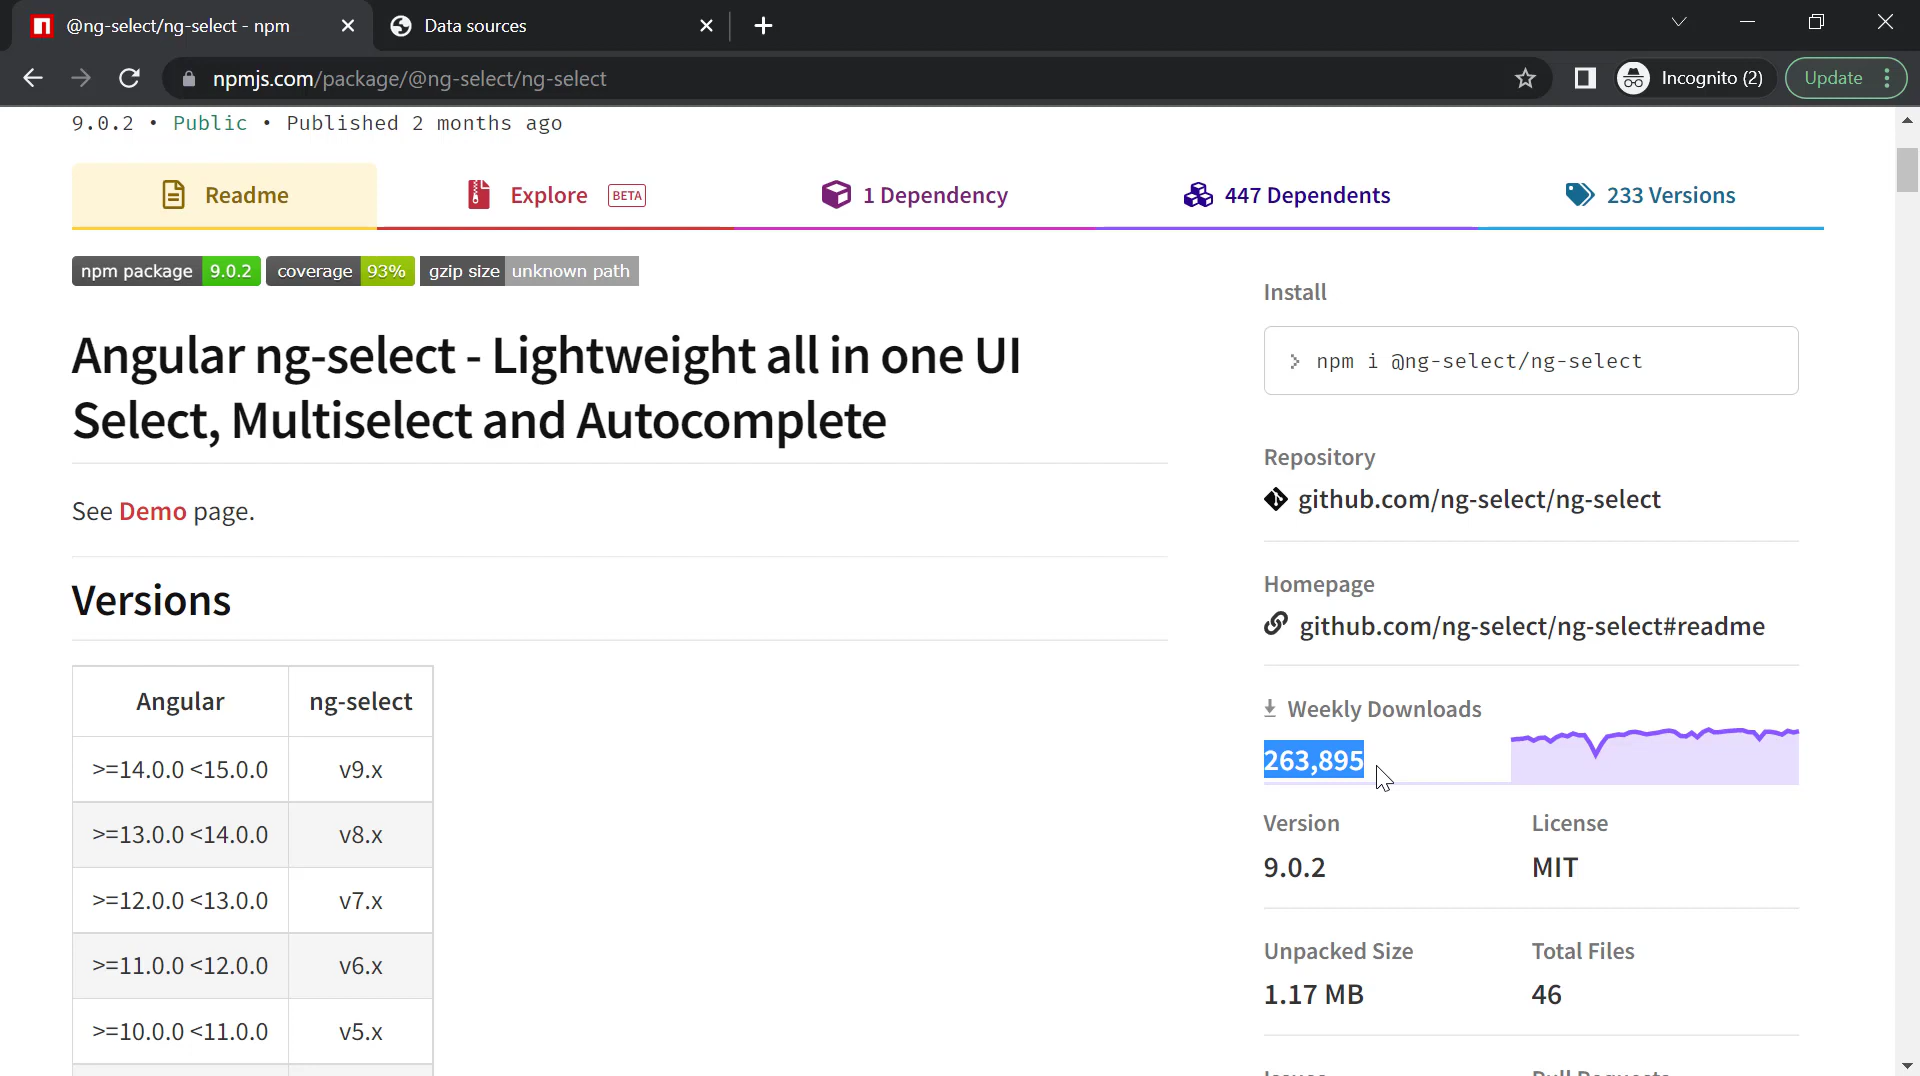 @ng-select/ng-select - npm
Data sources
npmjs.com/package/@ng-select/ng-select
Incognito (2)
Update
9.0.2 • Public • Published 2 months ago
Readme
Explore BETA
1 Dependency
447 Dependents
233 Versions
npm package 9.0.2 coverage 93% gzip size unknown path
Angular ng-select - Lightweight all in one UI
Select, Multiselect and Autocomplete
See Demo page.
Versions
Angular ng-select
>=14.0.0 <15.0.0 v9.x
>=13.0.0 <14.0.0 v8.x
>=12.0.0 <13.0.0 v7.x
>=11.0.0 <12.0.0 v6.x
>=10.0.0 <11.0.0 v5.x
Install
> npm i @ng-select/ng-select
Repository
github.com/ng-select/ng-select
Homepage
github.com/ng-select/ng-select#readme
Weekly Downloads
263,895
Version License
9.0.2 MIT
Unpacked Size Total Files
1.17 MB 46
Issues Pull Requests